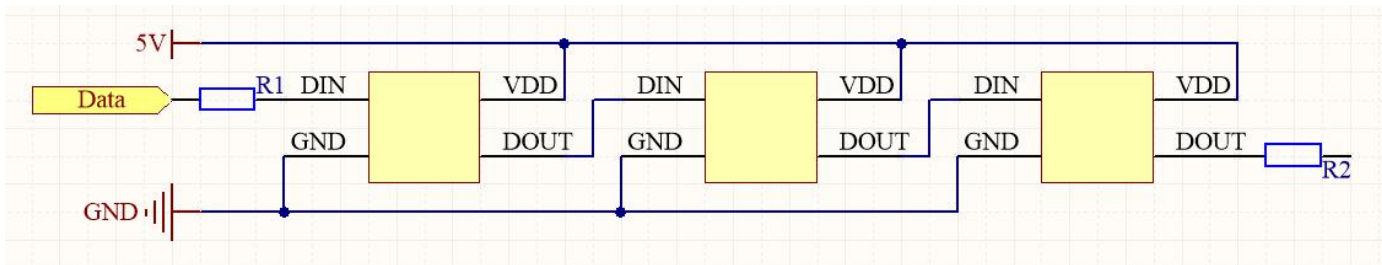 5V
R1 DIN VDD DIN VDD DIN VDD
Data
GND DOUT GND DOUT GND DOUT
R2
GND